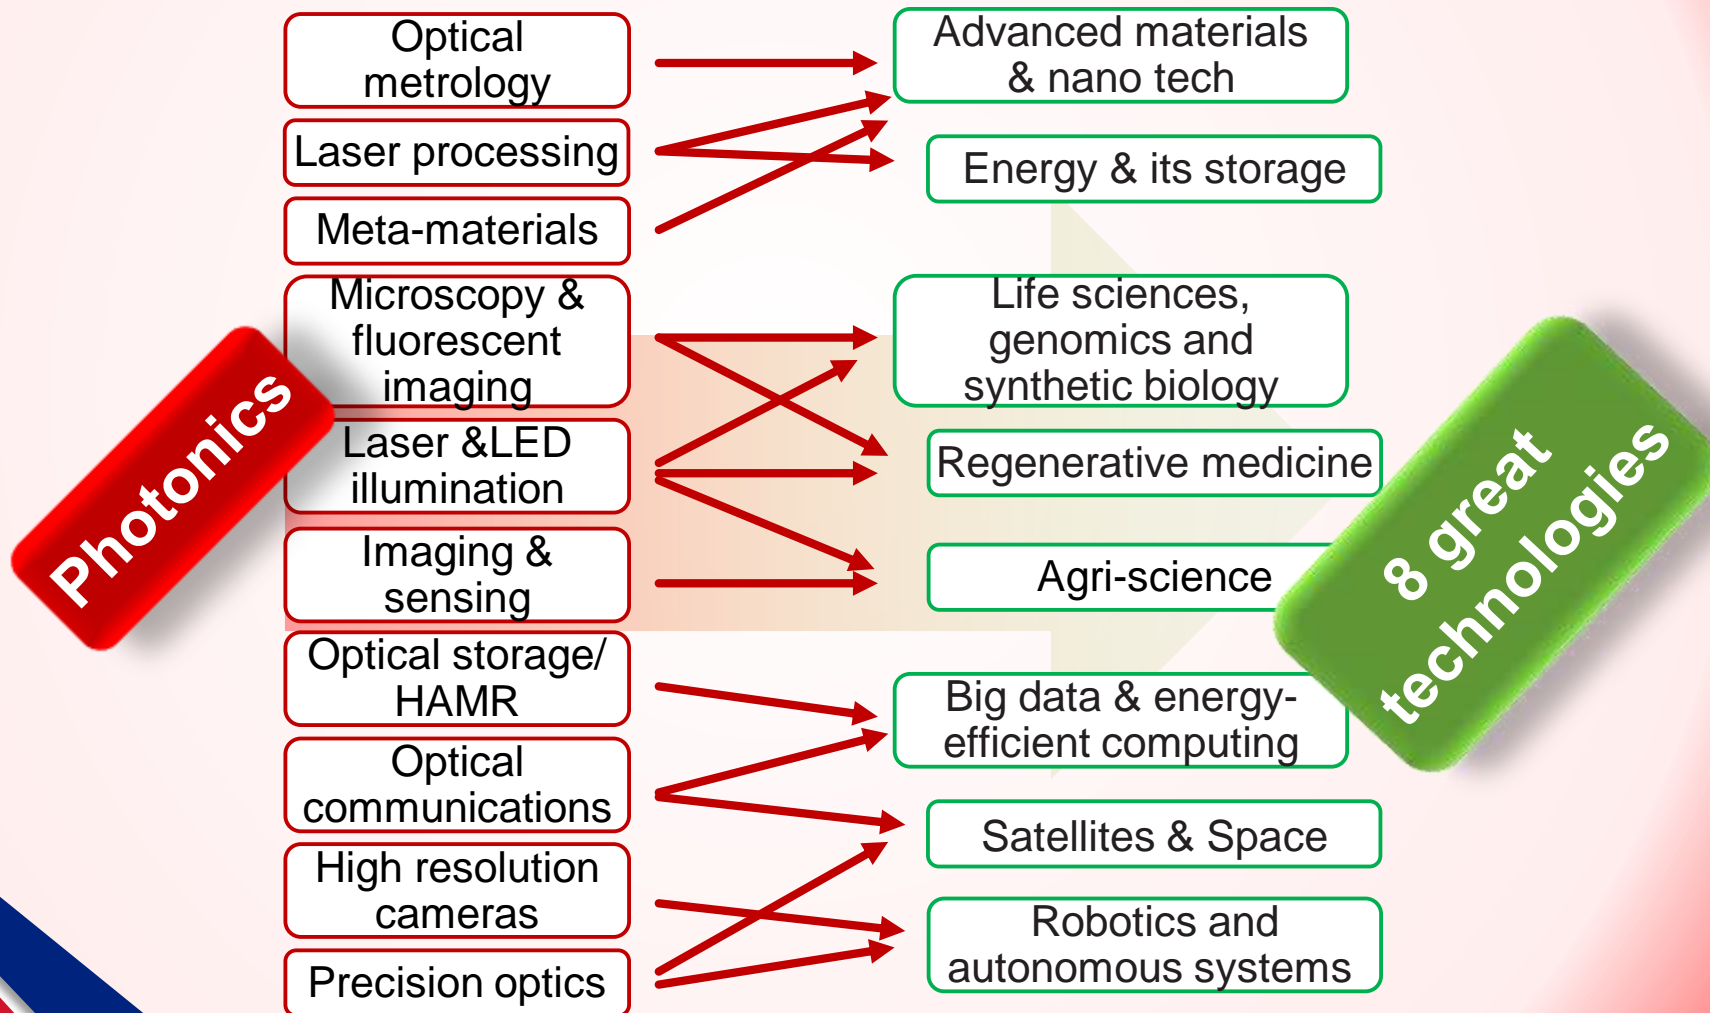 Photonics
Optical
metrology
Laser processing
Meta-materials
Microscopy &
fluorescent
imaging
Laser &LED
illumination
Imaging &
sensing
Optical storage/
HAMR
Optical
communications
High resolution
cameras
Precision optics
Advanced materials
& nano tech
Energy & its storage
Life sciences,
genomics and
synthetic biology
Regenerative medicine
Agri-science
Big data & energy-
efficient computing
Satellites & Space
Robotics and
autonomous systems
8 great
technologies